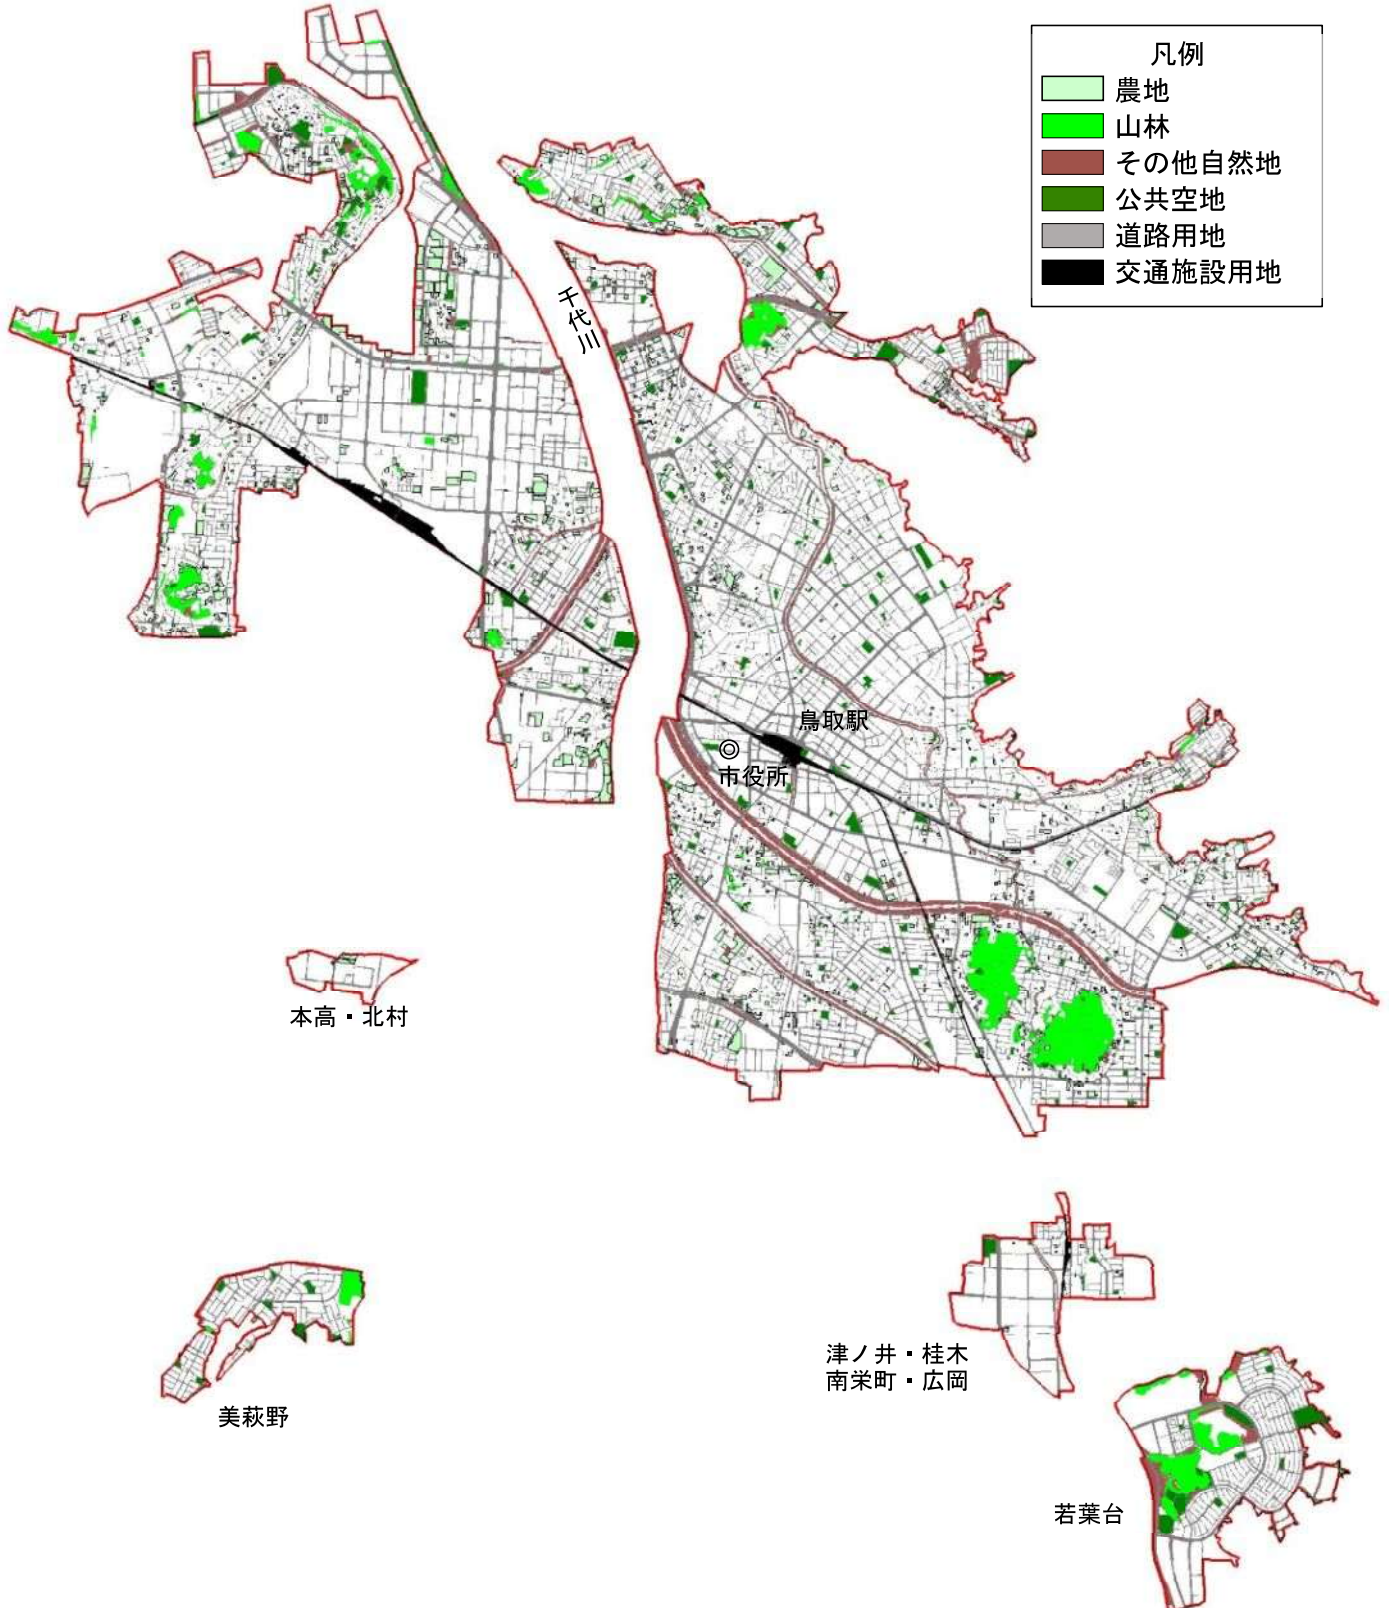 凡例
農地
山林
その他自然地
公共空地
道路用地
交通施設用地
千代川
鳥取駅
◎
市役所
本高・北村
津ノ井・桂木
南栄町・広岡
美萩野
若葉台